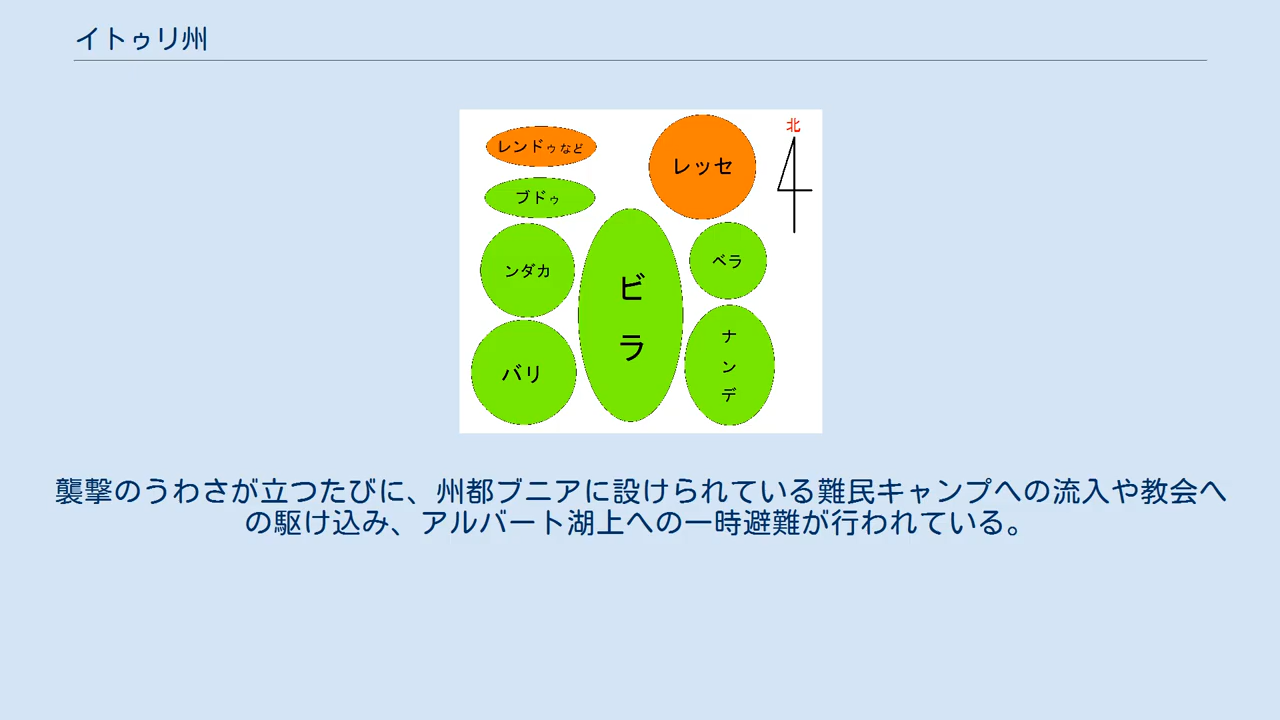 イトゥリ州
北
レンドゥなど
レッセ
ブドゥ
ンダカ
ビラ
ベラ
バリ
ナンデ
襲撃のうわさが立つたびに、州都ブニアに設けられている難民キャンプへの流入や教会へ
の駆け込み、アルバート湖上への一時避難が行われている。